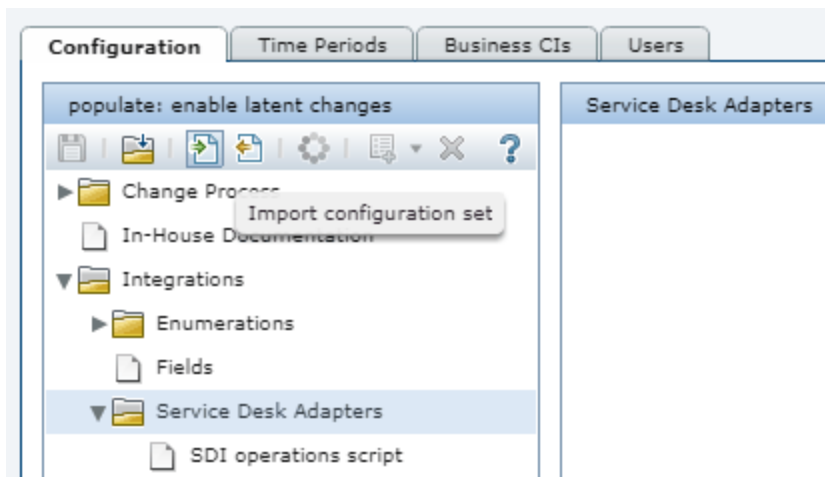 Configuration
Time Periods
Business CIs
Users
populate: enable latent changes
Service Desk Adapters
?
Change Process
Import configuration set
In-House Documentation
Integrations
Enumerations
Fields
Service Desk Adapters
SDI operations script